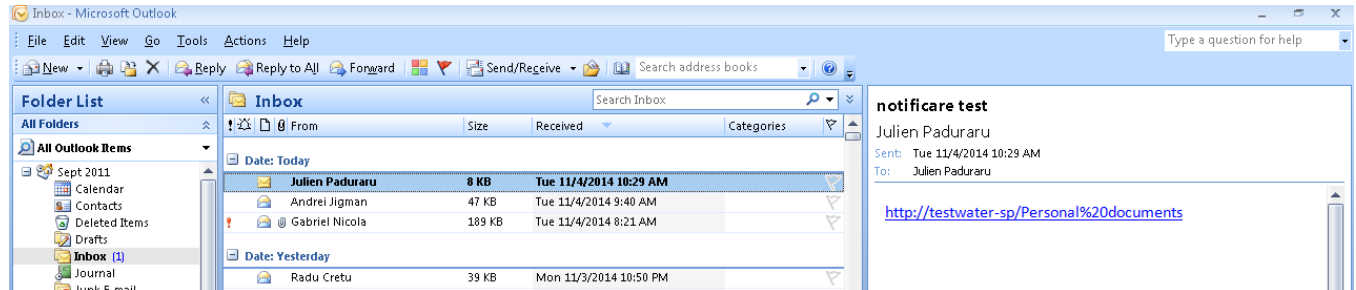 Inbox - Microsoft Outlook
File Edit View Go Tools Actions Help
Type a question for help
New Reply Reply to All Forward Send/Receive Search address books
Folder List
All Folders
All Outlook Items
Sept 2011
Calendar
Contacts
Deleted Items
Drafts
Inbox (1)
Journal
Junk E-mail
Inbox Search Inbox
From Size Received Categories
Date: Today
Julien Paduraru 8 KB Tue 11/4/2014 10:29 AM
Andrei Jigman 47 KB Tue 11/4/2014 9:40 AM
Gabriel Nicola 189 KB Tue 11/4/2014 8:21 AM
Date: Yesterday
Radu Cretu 39 KB Mon 11/3/2014 10:50 PM
notificare test
Julien Paduraru
Sent: Tue 11/4/2014 10:29 AM
To: Julien Paduraru
http://testwater-sp/Personal%20documents